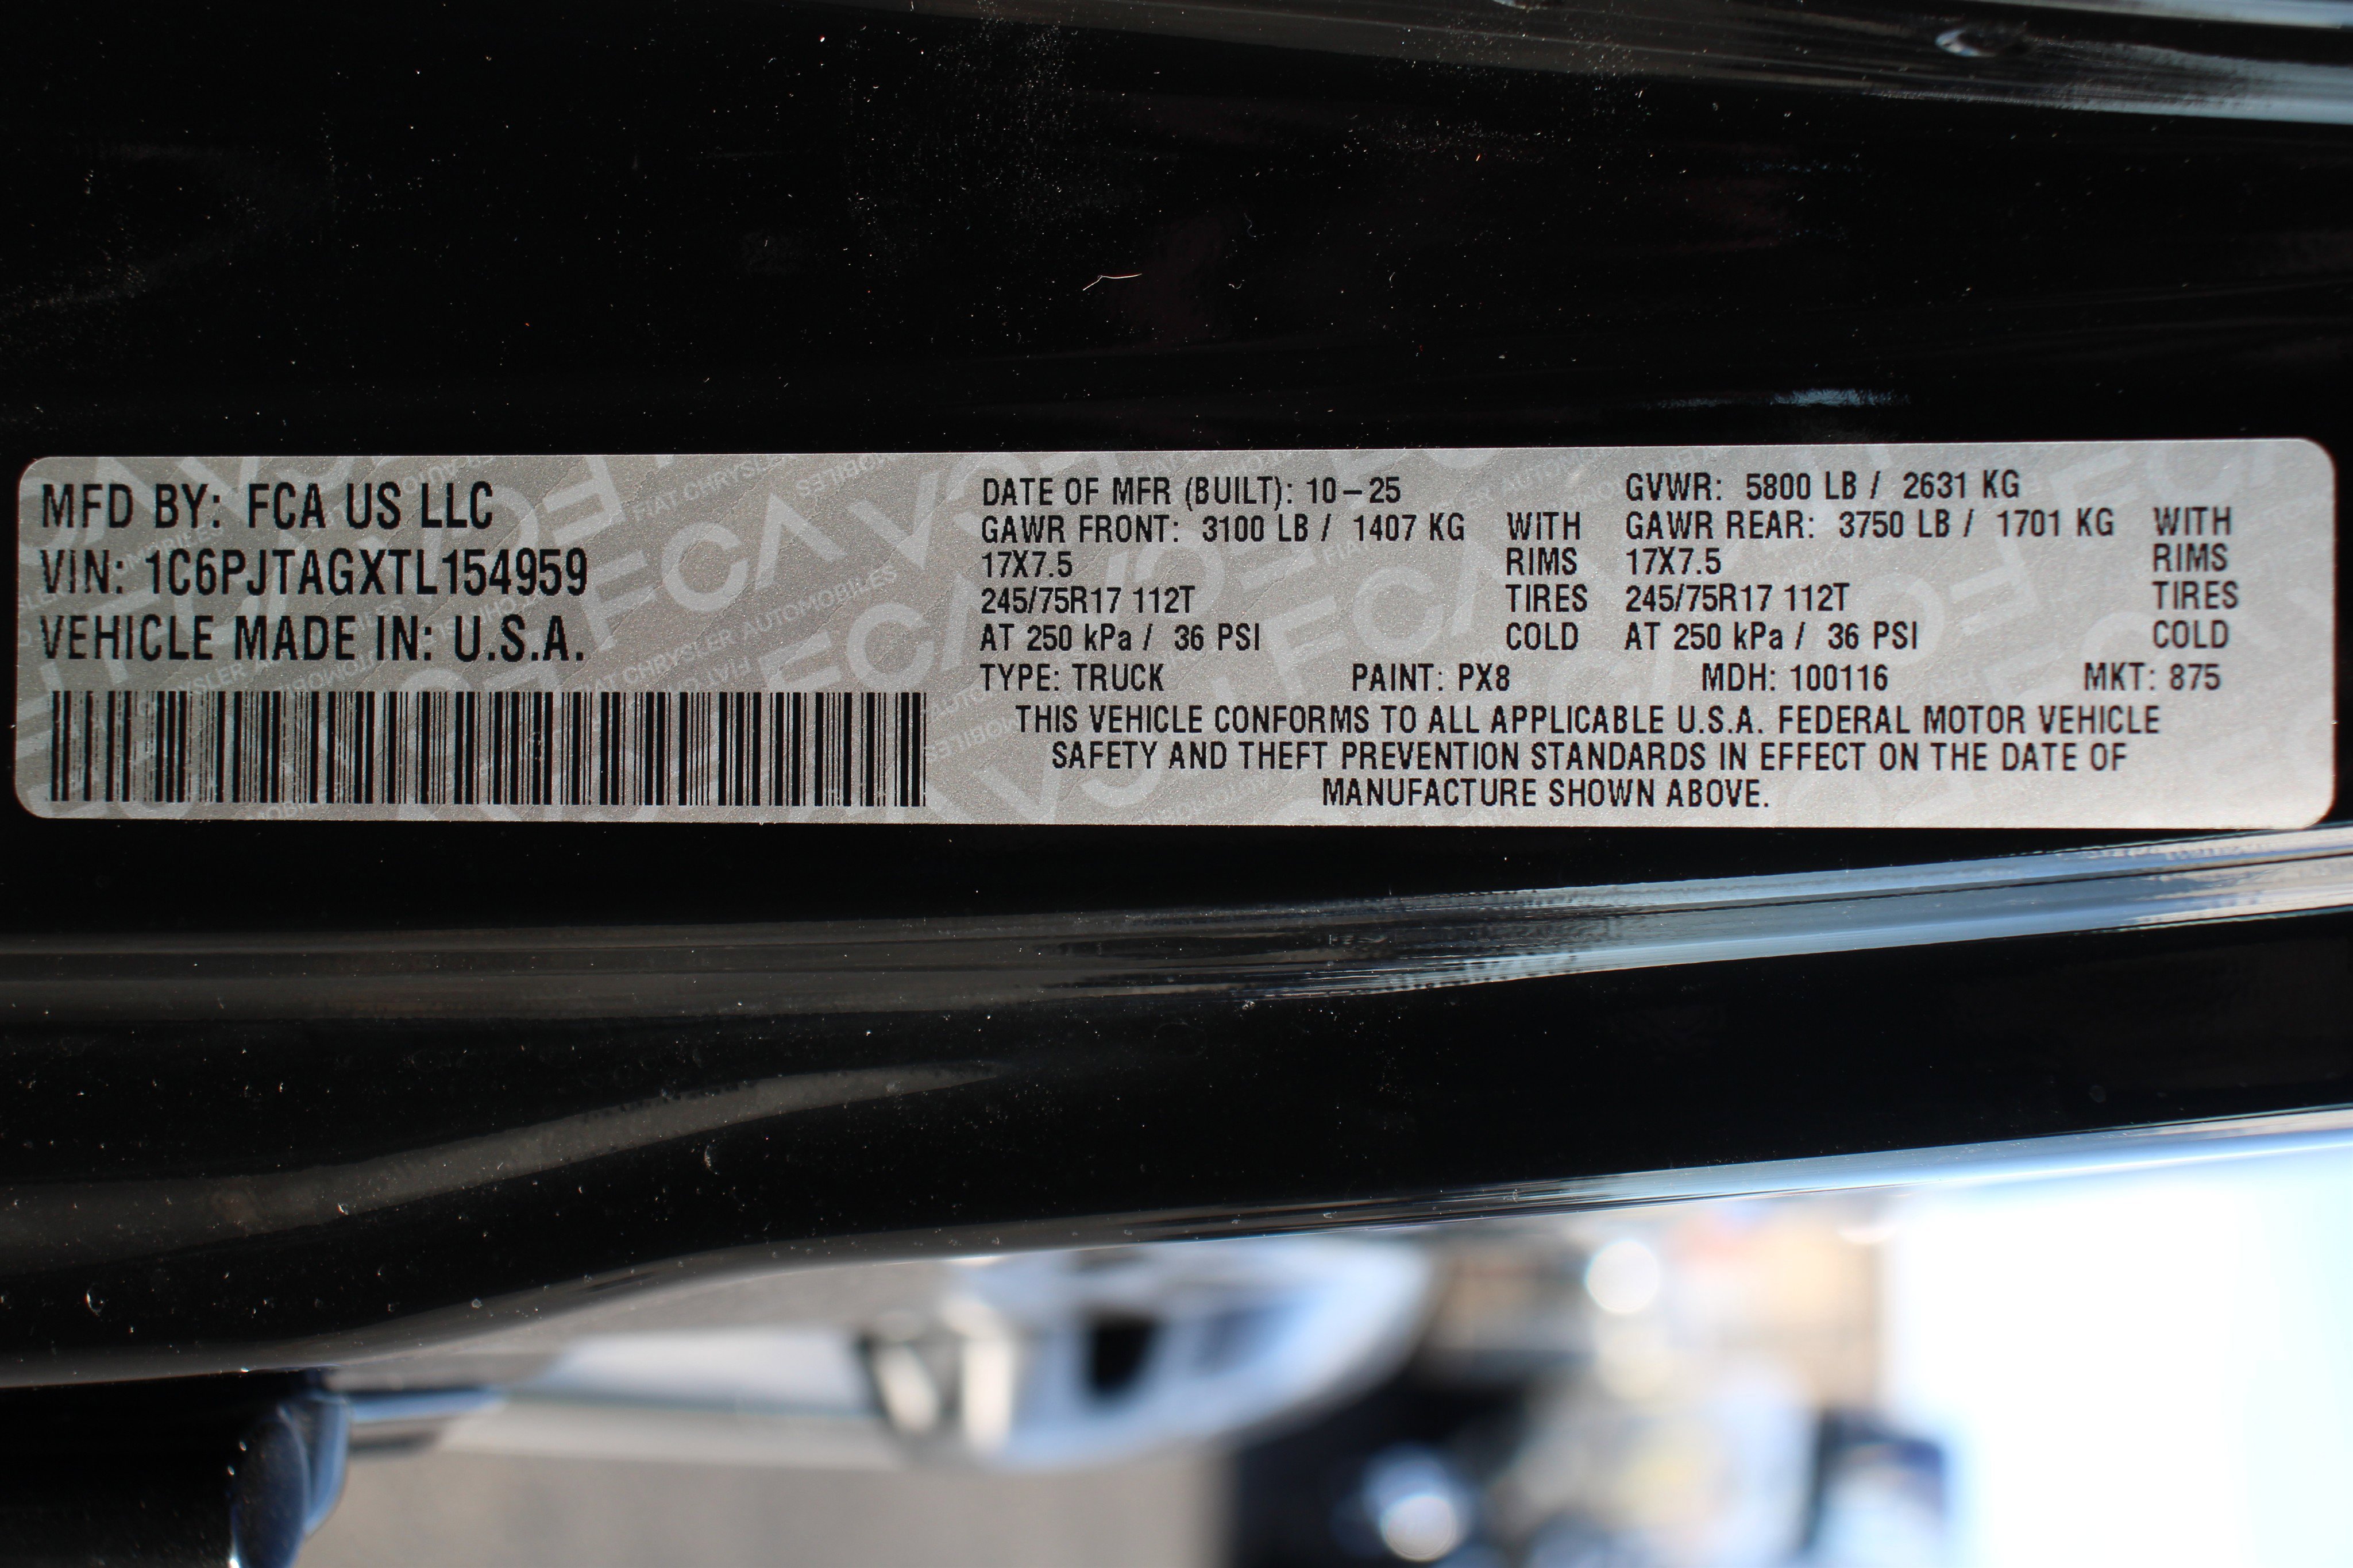 MFD BY: FCA US LLC
VIN: 1C6PJTAGXTL154959
VEHICLE MADE IN: U.S.A.
DATE OF MFR (BUILT): 10-25 GVWR: 5800 LB / 2631 KG
GAWR FRONT: 3100 LB / 1407 KG WITH GAWR REAR: 3750 LB / 1701 KG WITH
17X7.5 RIMS 17X7.5 RIMS
245/75R17 112T TIRES 245/75R17 112T TIRES
AT 250 kPa / 36 PSI COLD AT 250 kPa / 36 PSI COLD
TYPE: TRUCK PAINT: PX8 MDH: 100116 MKT: 875
THIS VEHICLE CONFORMS TO ALL APPLICABLE U.S.A. FEDERAL MOTOR VEHICLE
SAFETY AND THEFT PREVENTION STANDARDS IN EFFECT ON THE DATE OF
MANUFACTURE SHOWN ABOVE.